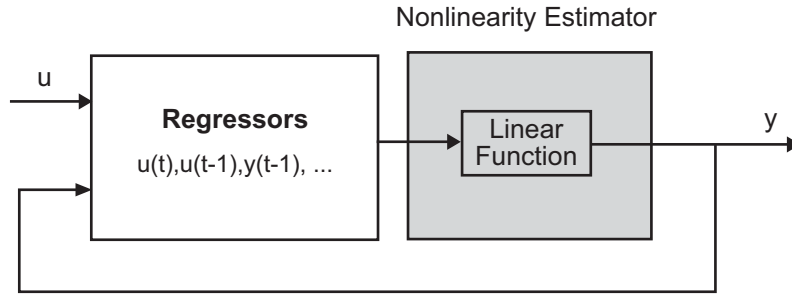 Nonlinearity Estimator
u
Regressors
u(t),u(t-1),y(t-1), ...
Linear
Function
y